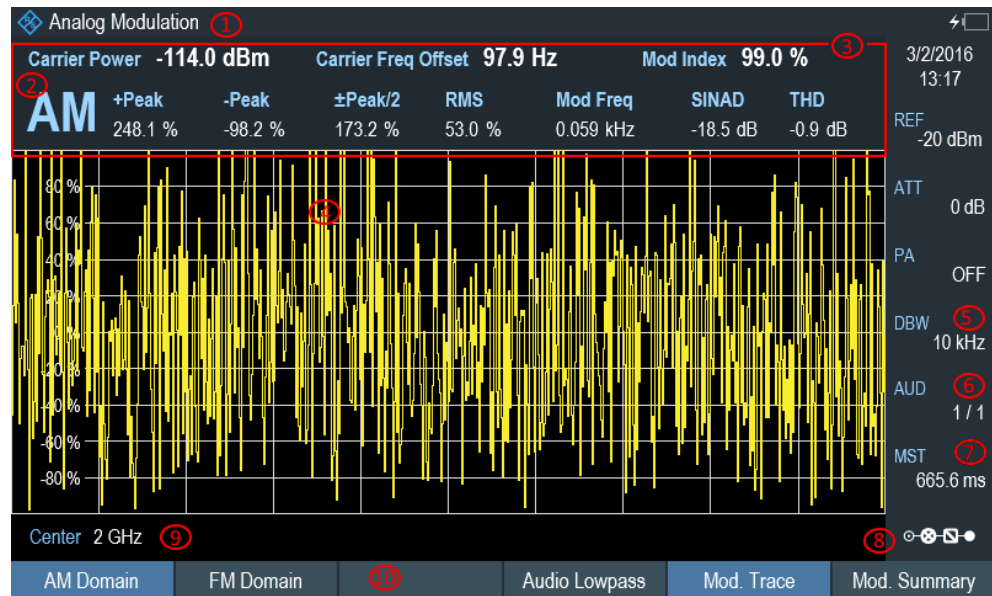 Analog Modulation ①
Carrier Power -114.0 dBm Carrier Freq Offset 97.9 Hz Mod Index 99.0 % ③
3/2/2016
13:17
②
AM
+Peak -Peak ±Peak/2 RMS Mod Freq SINAD THD
248.1 % -98.2 % 173.2 % 53.0 % 0.059 kHz -18.5 dB -0.9 dB
REF
-20 dBm
80 %
60 %
40 %
20 %
0 %
-20 %
-40 %
-60 %
-80 %
④
ATT
0 dB
PA
OFF
DBW ⑤
10 kHz
AUD ⑥
1 / 1
MST ⑦
665.6 ms
Center 2 GHz ⑨
⑧
AM Domain FM Domain ⑩ Audio Lowpass Mod. Trace Mod. Summary